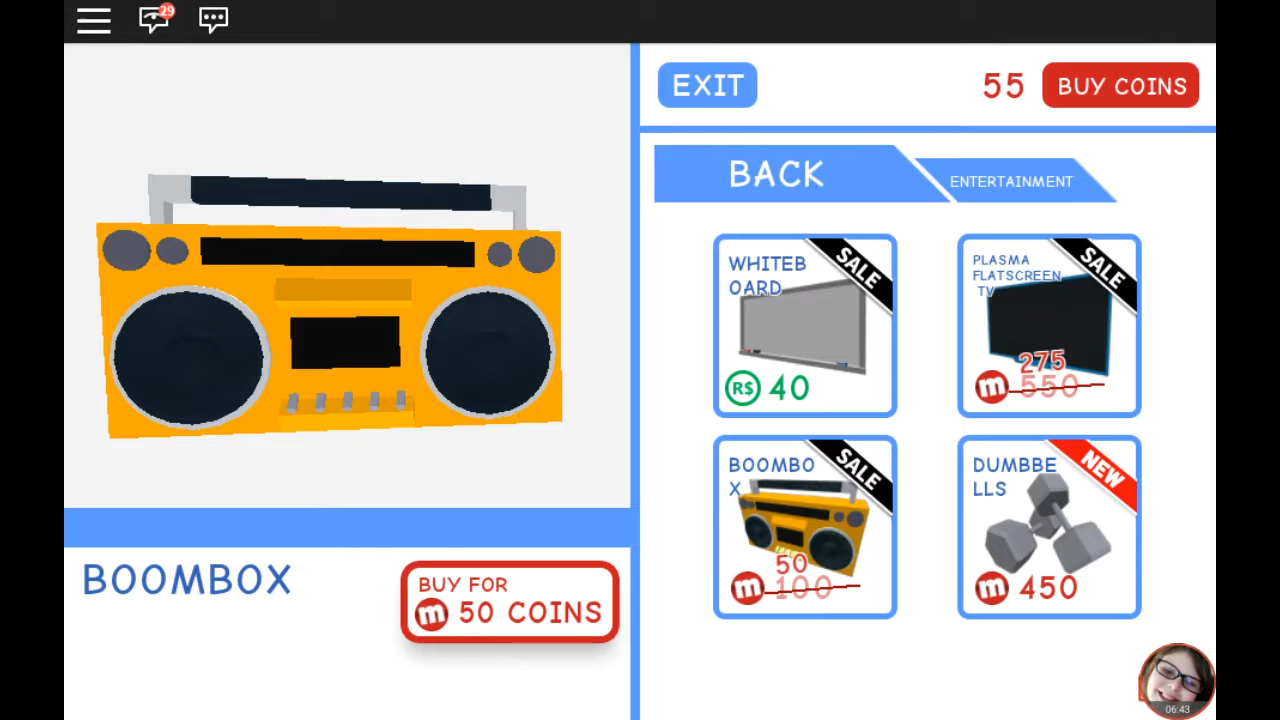 29
EXIT
55
BUY COINS
BACK
ENTERTAINMENT
WHITEB
OARD
SALE
R$ 40
PLASMA
FLATSCREEN
TV
SALE
275
m 550
BOOMBO
X
SALE
50
m 100
DUMBBE
LLS
NEW
m 450
BOOMBOX
BUY FOR
m 50 COINS
06:43